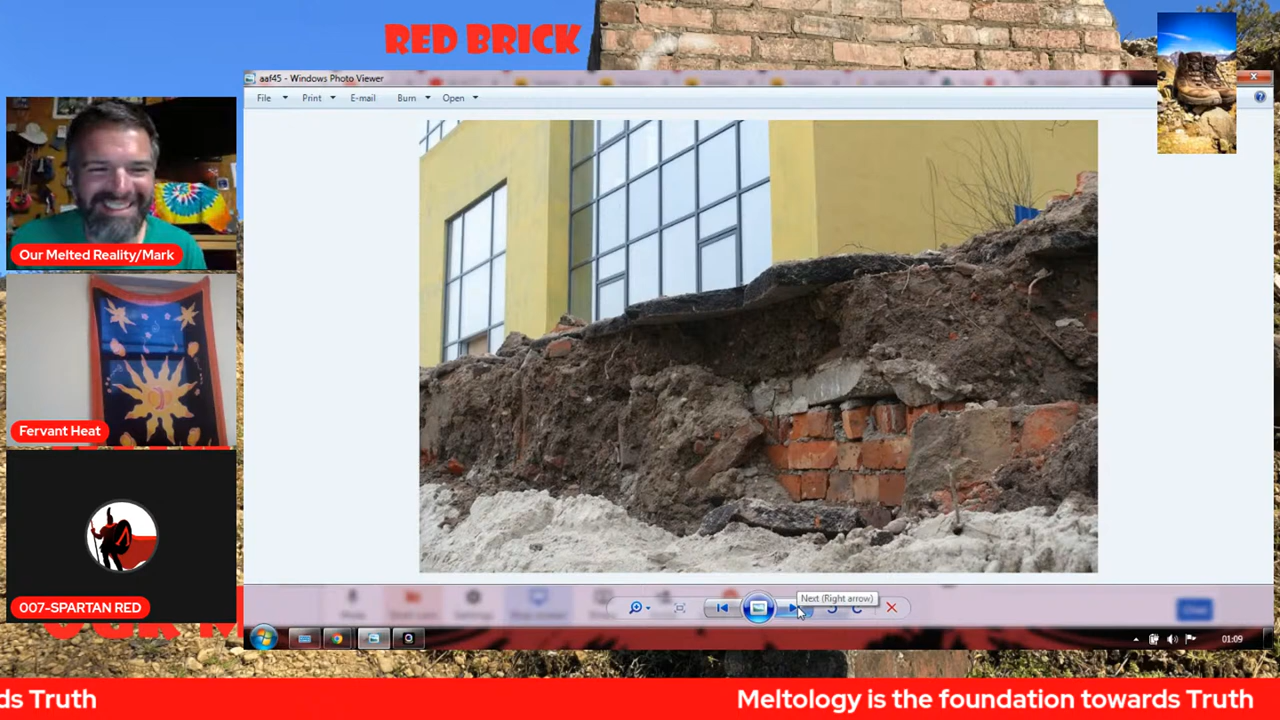 RED BRICK
aaf45 - Windows Photo Viewer
File Print E-mail Burn Open
Our Melted Reality/Mark
Fervant Heat
007-SPARTAN RED
Next (Right arrow)
01:09
ds Truth
Meltology is the foundation towards Truth